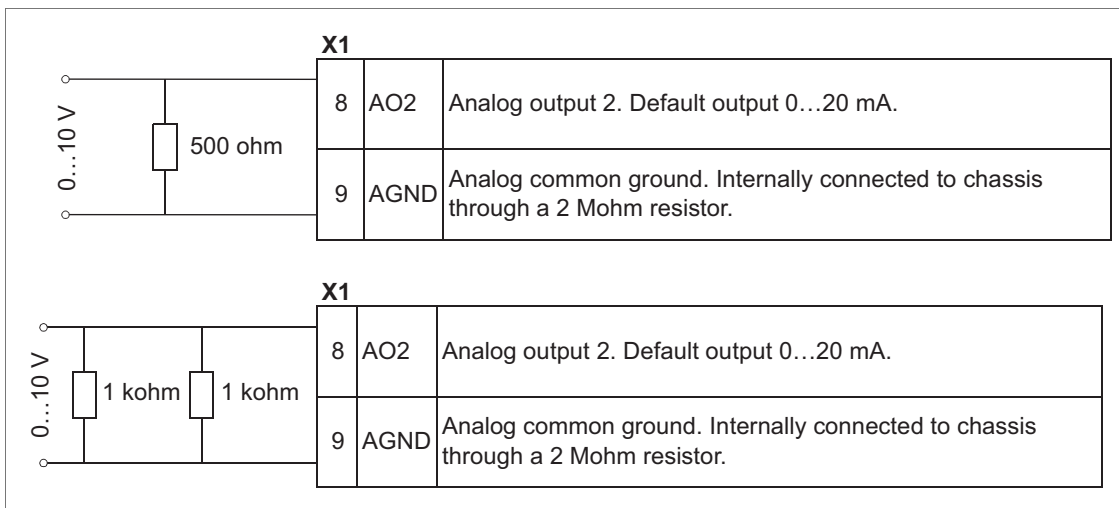 X1
0…10 V
500 ohm
8 AO2 Analog output 2. Default output 0…20 mA.
9 AGND Analog common ground. Internally connected to chassis
through a 2 Mohm resistor.
X1
0…10 V
1 kohm 1 kohm
8 AO2 Analog output 2. Default output 0…20 mA.
9 AGND Analog common ground. Internally connected to chassis
through a 2 Mohm resistor.